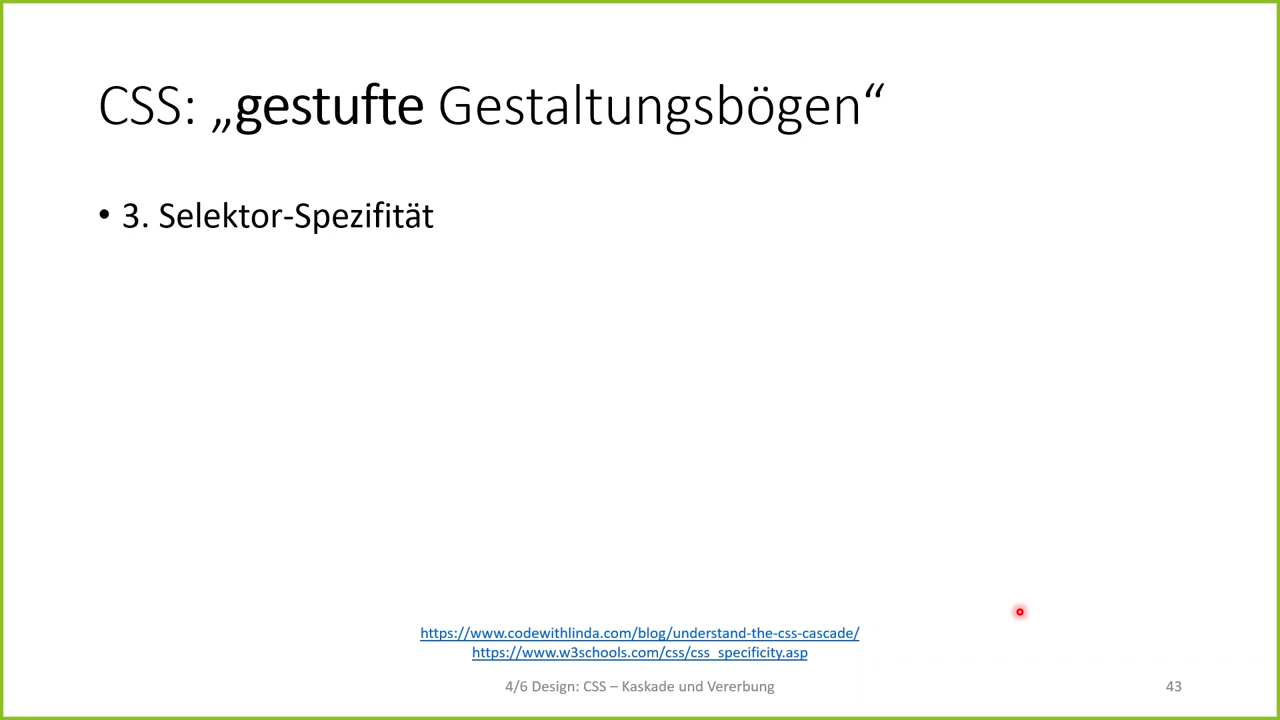 CSS: „gestufte Gestaltungsbögen“
• 3. Selektor-Spezifität
https://www.codewithlinda.com/blog/understand-the-css-cascade/
https://www.w3schools.com/css/css_specificity.asp
4/6 Design: CSS – Kaskade und Vererbung
43